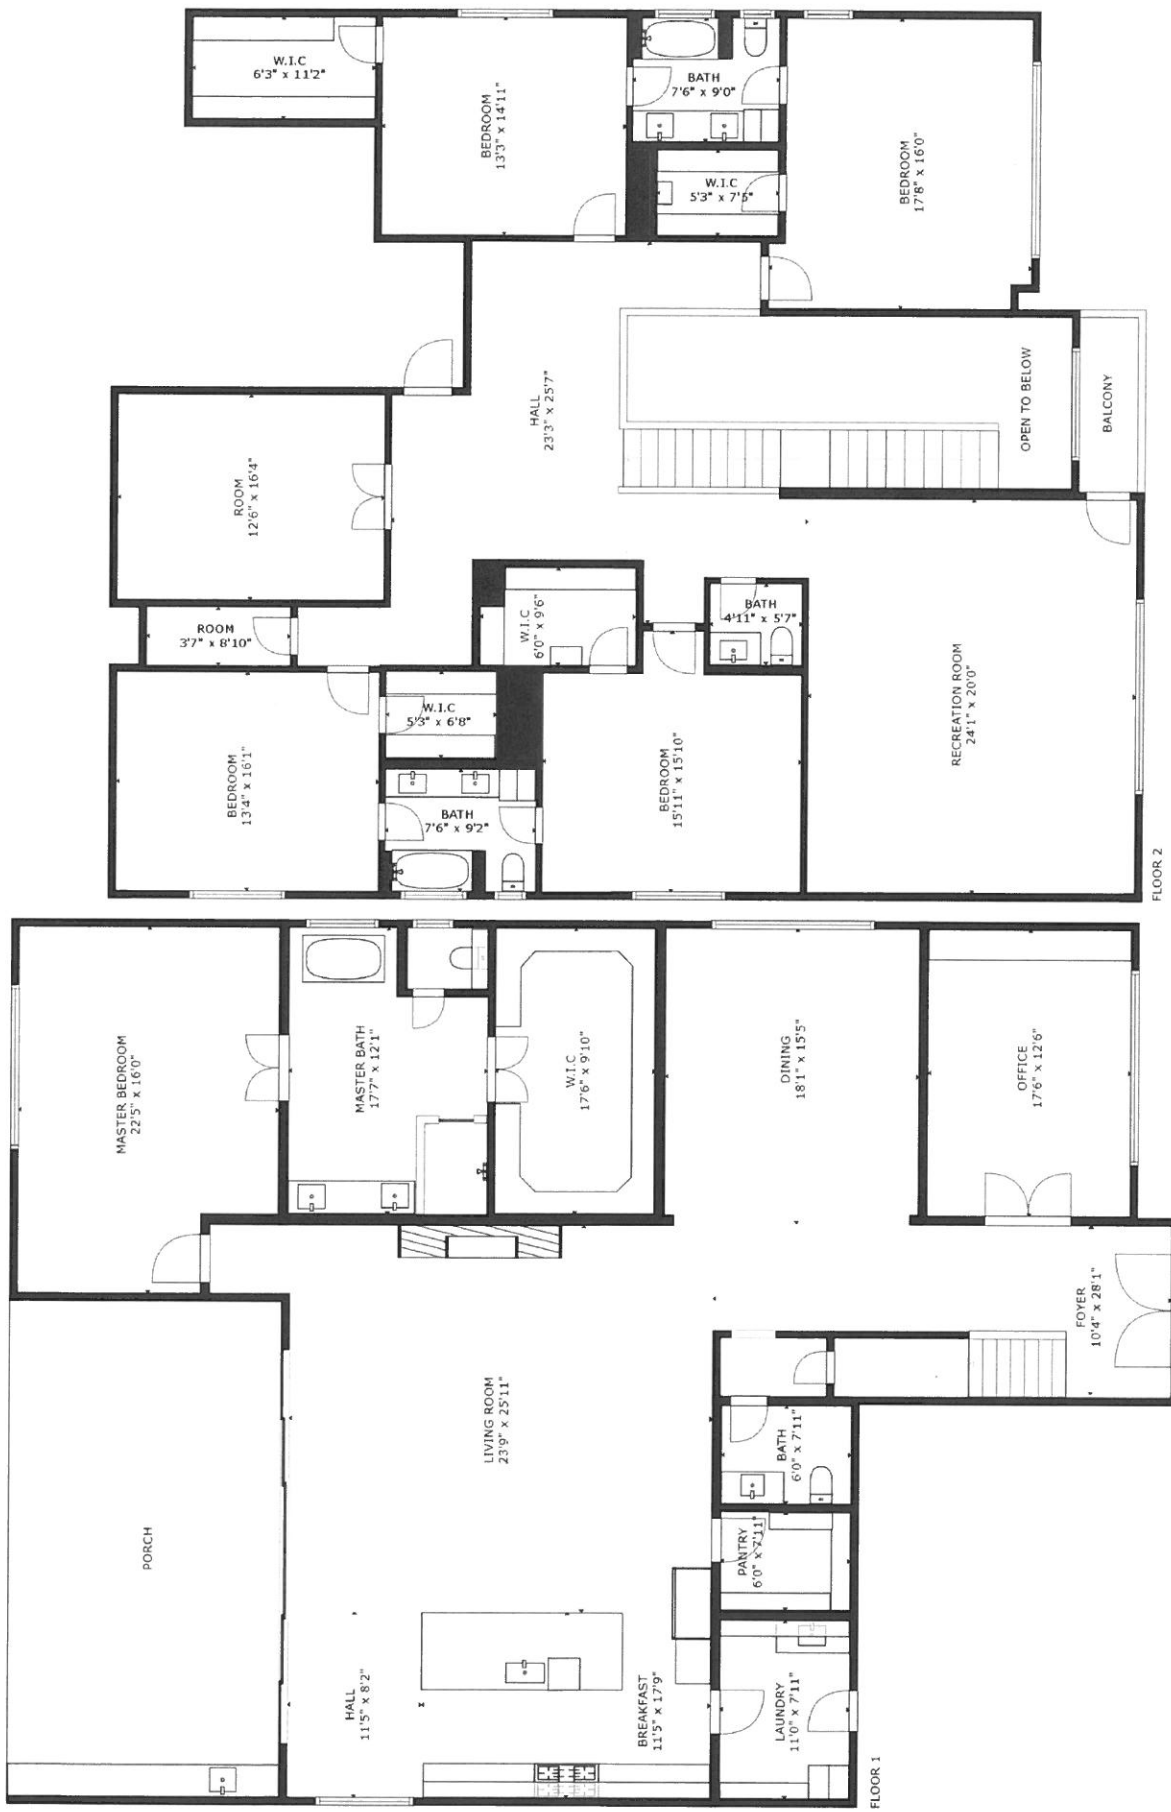 W.I.C
6'3" x 11'2"
BEDROOM
13'3" x 14'11"
BATH
7'6" x 9'0"
W.I.C
5'3" x 7'5"
BEDROOM
17'8" x 16'0"
ROOM
12'6" x 16'4"
HALL
23'3" x 25'7"
OPEN TO BELOW
BALCONY
ROOM
3'7" x 8'10"
W.I.C
6'0" x 9'6"
BATH
4'11" x 5'7"
BEDROOM
13'4" x 16'1"
W.I.C
5'3" x 6'8"
BATH
7'6" x 9'2"
BEDROOM
15'11" x 15'10"
RECREATION ROOM
24'1" x 20'0"
FLOOR 2
MASTER BEDROOM
22'5" x 16'0"
MASTER BATH
17'7" x 12'1"
W.I.C
17'6" x 9'10"
DINING
18'1" x 15'5"
OFFICE
17'6" x 12'6"
FOYER
10'4" x 28'1"
PORCH
LIVING ROOM
23'9" x 25'11"
BATH
6'0" x 7'11"
PANTRY
6'0" x 7'11"
HALL
11'5" x 8'2"
BREAKFAST
11'5" x 17'9"
LAUNDRY
11'0" x 7'11"
FLOOR 1